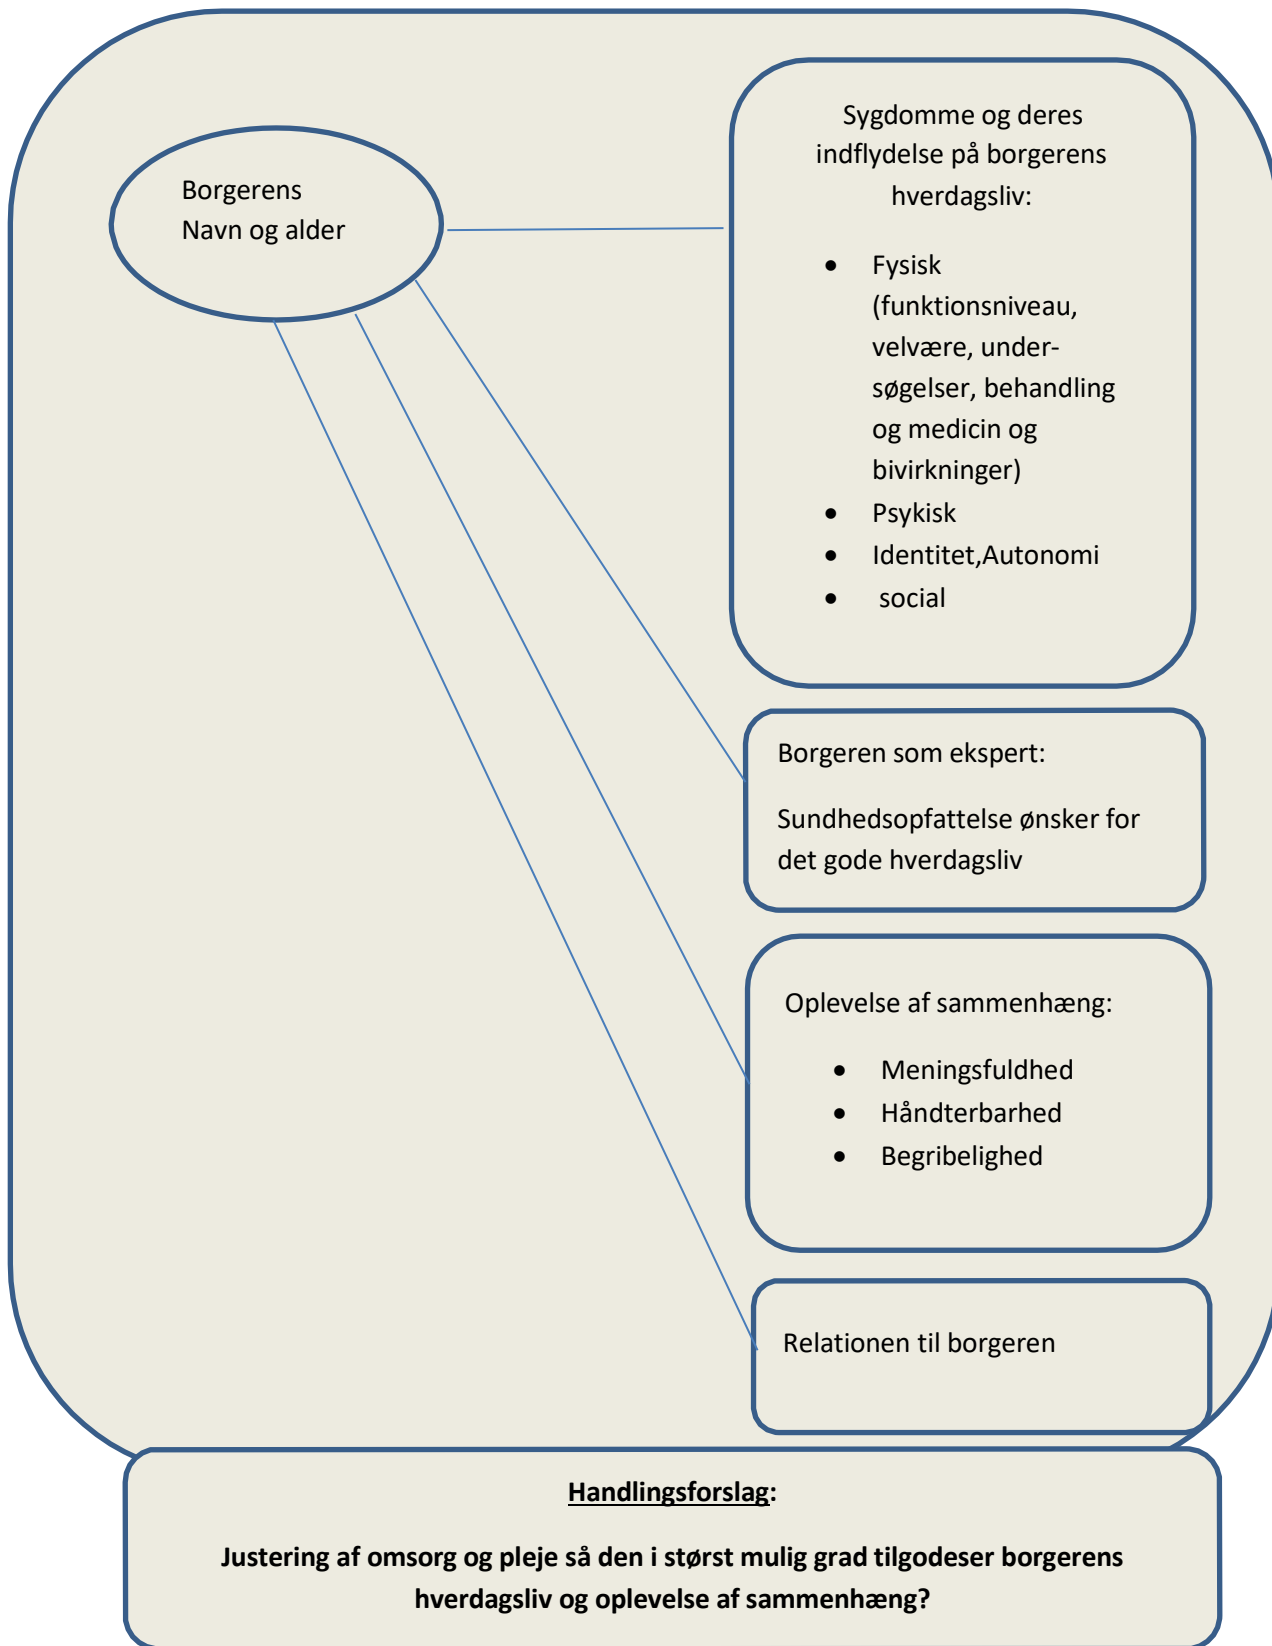 Borgerens
Navn og alder
Sygdomme og deres
indflydelse på borgerens
hverdagsliv:
• Fysisk
(funktionsniveau,
velvære, under-
søgelser, behandling
og medicin og
bivirkninger)
• Psykisk
• Identitet,Autonomi
• social
Borgeren som ekspert:
Sundhedsopfattelse ønsker for
det gode hverdagsliv
Oplevelse af sammenhæng:
• Meningsfuldhed
• Håndterbarhed
• Begribelighed
Relationen til borgeren
Handlingsforslag:
Justering af omsorg og pleje så den i størst mulig grad tilgodeser borgerens
hverdagsliv og oplevelse af sammenhæng?